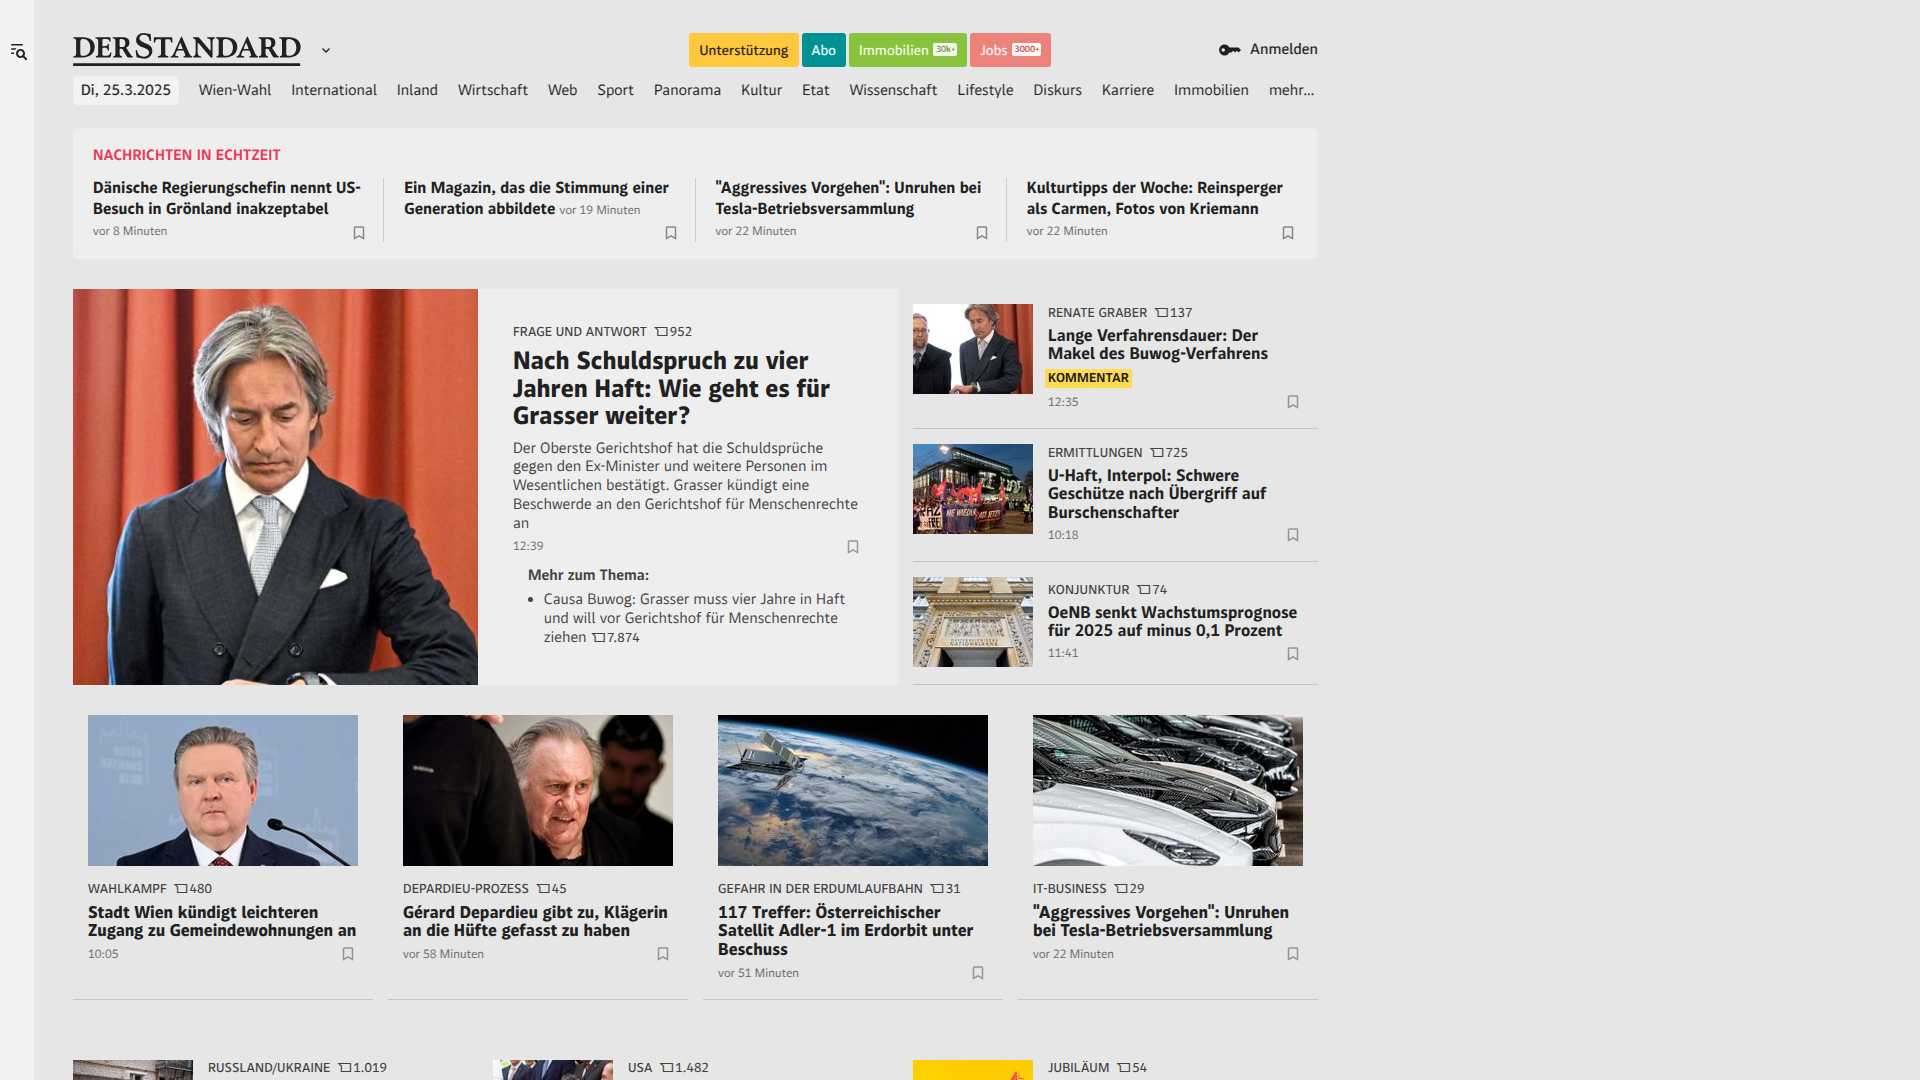 DERSTANDARD
Unterstützung
Abo
Immobilien 30k+
Jobs 3000+
Anmelden
Di, 25.3.2025
Wien-Wahl
International
Inland
Wirtschaft
Web
Sport
Panorama
Kultur
Etat
Wissenschaft
Lifestyle
Diskurs
Karriere
Immobilien
mehr...
NACHRICHTEN IN ECHTZEIT
Dänische Regierungschefin nennt US-
Besuch in Grönland inakzeptabel
vor 8 Minuten
Ein Magazin, das die Stimmung einer
Generation abbildete vor 19 Minuten
"Aggressives Vorgehen": Unruhen bei
Tesla-Betriebsversammlung
vor 22 Minuten
Kulturtipps der Woche: Reinsperger
als Carmen, Fotos von Kriemann
vor 22 Minuten
FRAGE UND ANTWORT 952
Nach Schuldspruch zu vier
Jahren Haft: Wie geht es für
Grasser weiter?
Der Oberste Gerichtshof hat die Schuldsprüche
gegen den Ex-Minister und weitere Personen im
Wesentlichen bestätigt. Grasser kündigt eine
Beschwerde an den Gerichtshof für Menschenrechte
an
12:39
Mehr zum Thema:
• Causa Buwog: Grasser muss vier Jahre in Haft
und will vor Gerichtshof für Menschenrechte
ziehen 7.874
RENATE GRABER 137
Lange Verfahrensdauer: Der
Makel des Buwog-Verfahrens
KOMMENTAR
12:35
ERMITTLUNGEN 725
U-Haft, Interpol: Schwere
Geschütze nach Übergriff auf
Burschenschafter
10:18
NIE WIEDER
KONJUNKTUR 74
OeNB senkt Wachstumsprognose
für 2025 auf minus 0,1 Prozent
11:41
WAHLKAMPF 480
Stadt Wien kündigt leichteren
Zugang zu Gemeindewohnungen an
10:05
DEPARDIEU-PROZESS 45
Gérard Depardieu gibt zu, Klägerin
an die Hüfte gefasst zu haben
vor 58 Minuten
GEFAHR IN DER ERDUMLAUFBAHN 31
117 Treffer: Österreichischer
Satellit Adler-1 im Erdorbit unter
Beschuss
vor 51 Minuten
IT-BUSINESS 29
"Aggressives Vorgehen": Unruhen
bei Tesla-Betriebsversammlung
vor 22 Minuten
RUSSLAND/UKRAINE 1.019
USA 1.482
JUBILÄUM 54